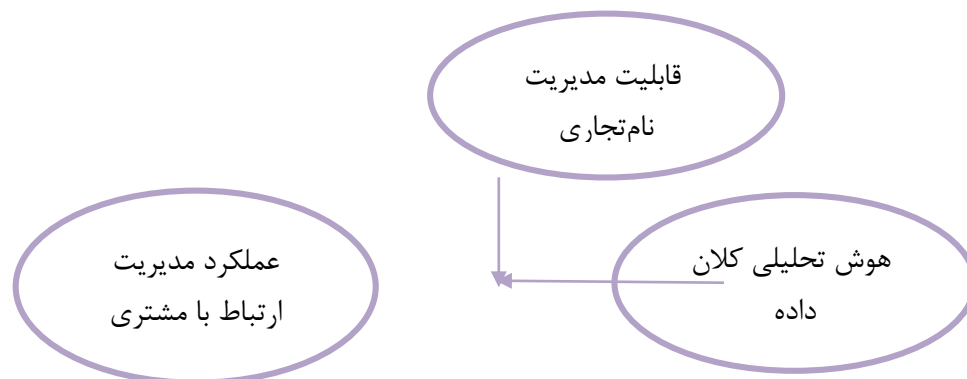 قابلیت مدیریت
نام‌تجاری
هوش تحلیلی کلان
داده
عملکرد مدیریت
ارتباط با مشتری